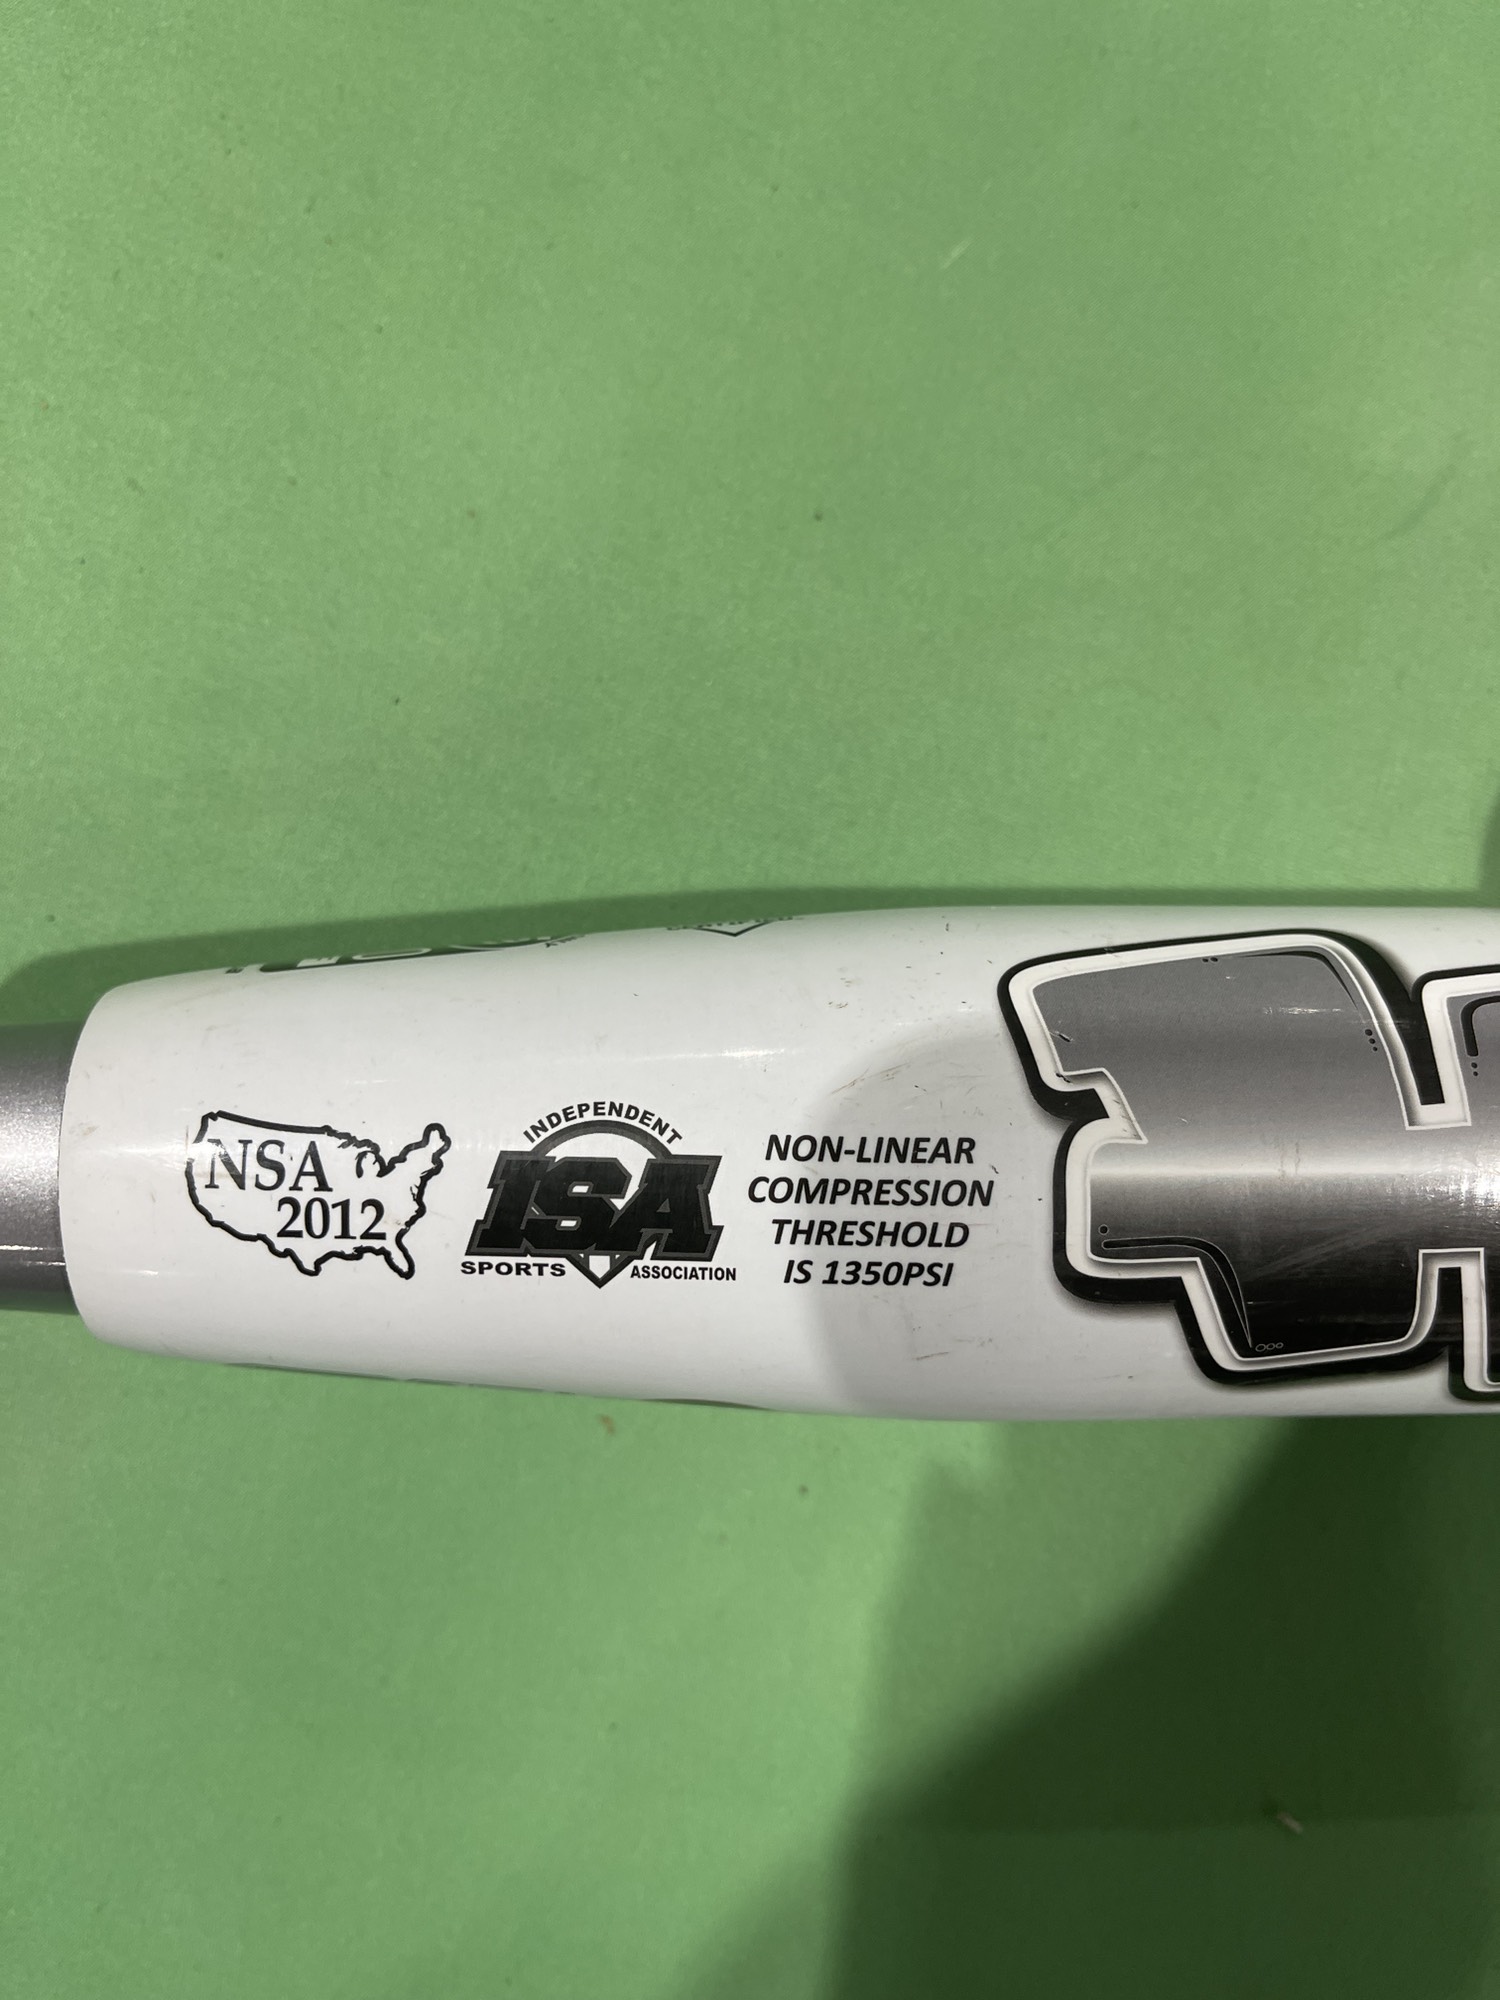 NSA
2012
INDEPENDENT
ISA
SPORTS ASSOCIATION
NON-LINEAR
COMPRESSION
THRESHOLD
IS 1350PSI